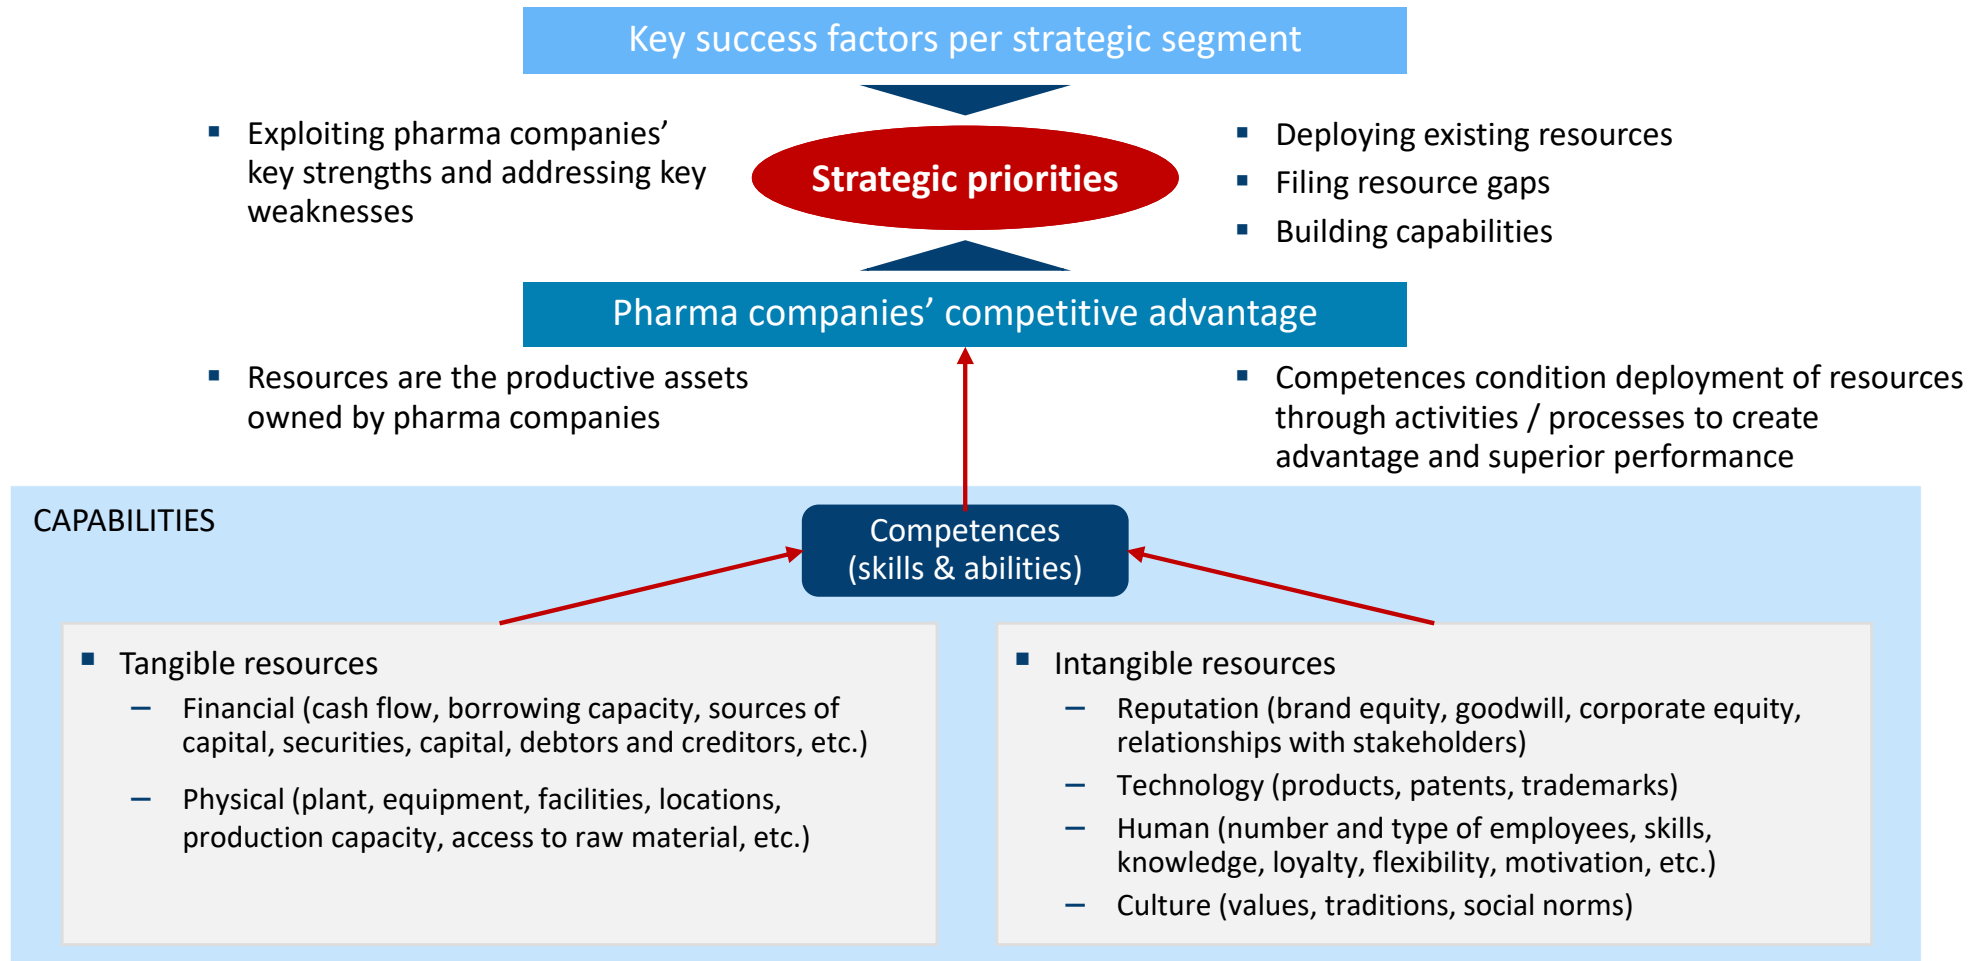 Key success factors per strategic segment
▪ Exploiting pharma companies’
key strengths and addressing key
weaknesses
Strategic priorities
▪ Deploying existing resources
▪ Filing resource gaps
▪ Building capabilities
Pharma companies’ competitive advantage
▪ Resources are the productive assets
owned by pharma companies
▪ Competences condition deployment of resources
through activities / processes to create
advantage and superior performance
CAPABILITIES
Competences
(skills & abilities)
▪ Tangible resources
– Financial (cash flow, borrowing capacity, sources of
capital, securities, capital, debtors and creditors, etc.)
– Physical (plant, equipment, facilities, locations,
production capacity, access to raw material, etc.)
▪ Intangible resources
– Reputation (brand equity, goodwill, corporate equity,
relationships with stakeholders)
– Technology (products, patents, trademarks)
– Human (number and type of employees, skills,
knowledge, loyalty, flexibility, motivation, etc.)
– Culture (values, traditions, social norms)